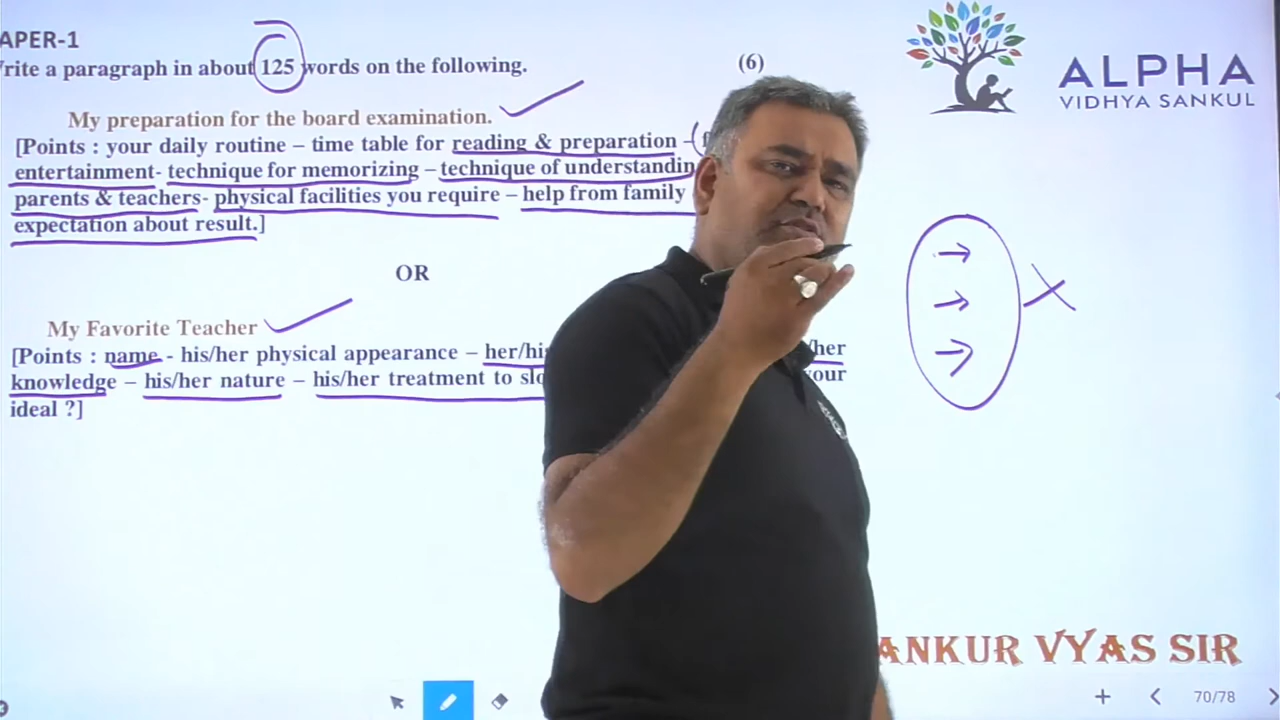 APER-1
rite a paragraph in about 125 words on the following. (6)
My preparation for the board examination.
[Points : your daily routine – time table for reading & preparation –
entertainment- technique for memorizing – technique of understandin
parents & teachers- physical facilities you require – help from family
expectation about result.]
OR
My Favorite Teacher
[Points : name - his/her physical appearance – her/hi /her
knowledge – his/her nature – his/her treatment to slo your
ideal ?]
ALPHA
VIDHYA SANKUL
ANKUR VYAS SIR
70/78